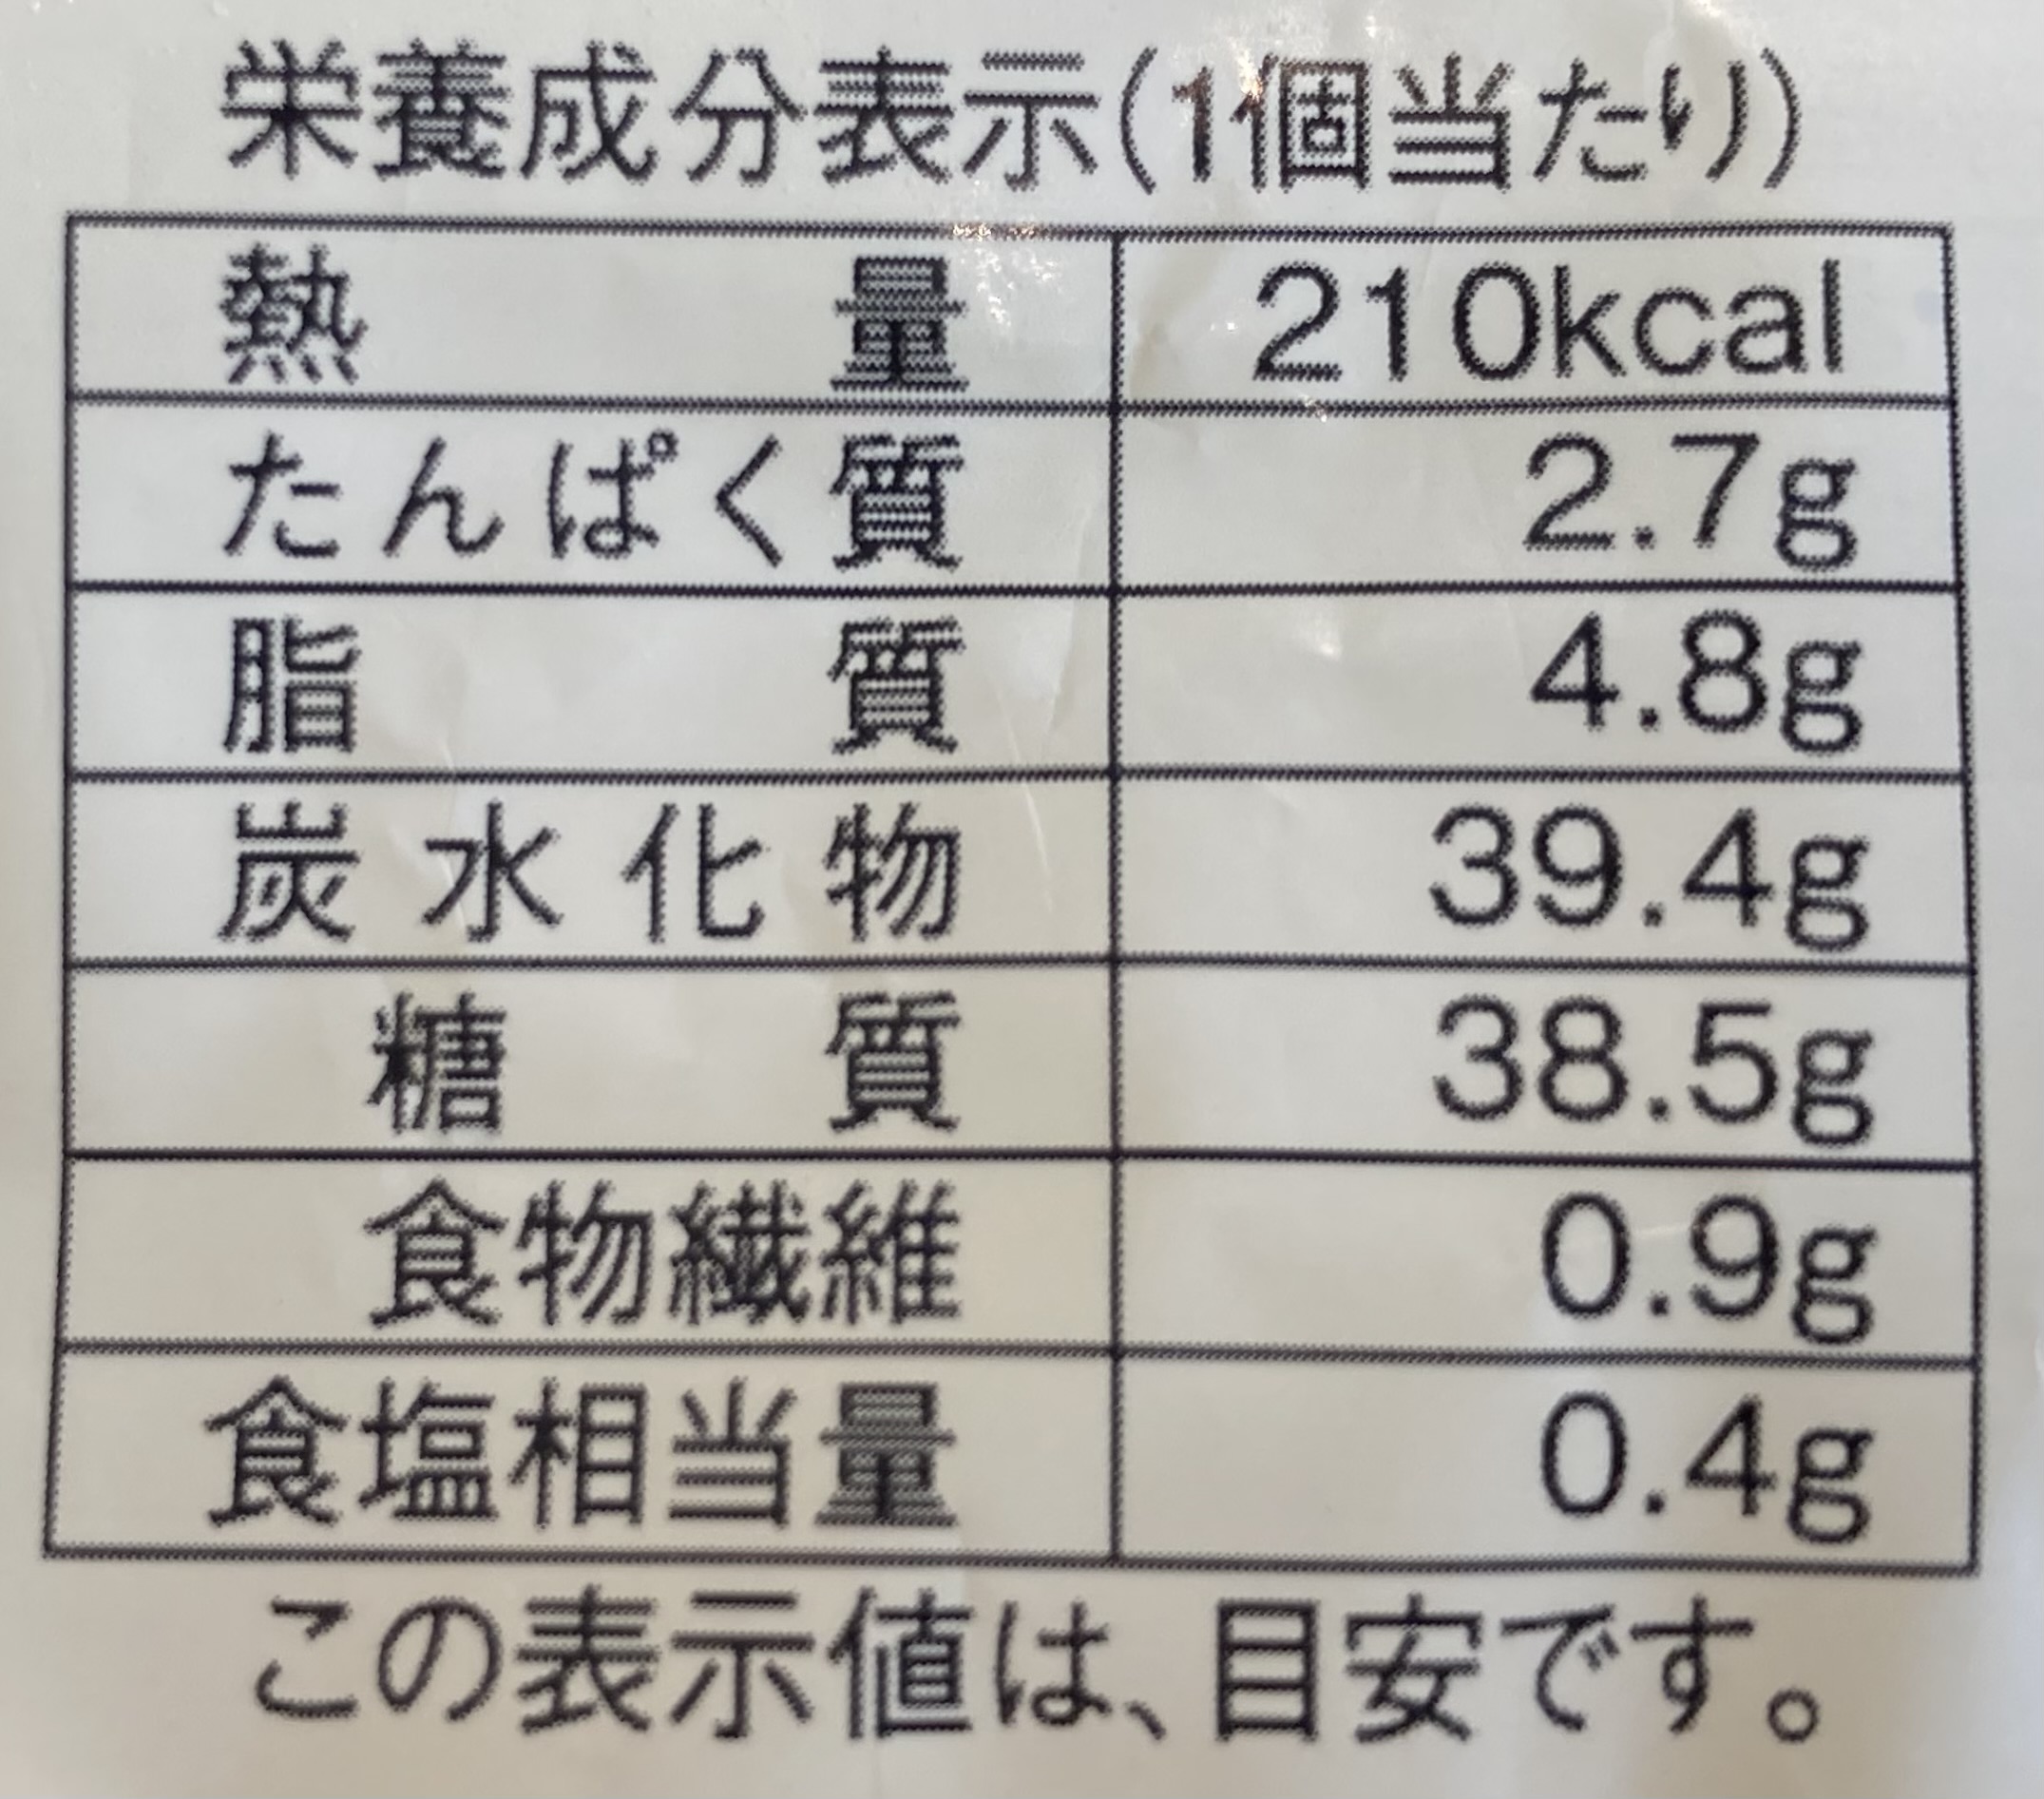 栄養成分表示(1個当たり)
熱量 210kcal
たんぱく質 2.7g
脂質 4.8g
炭水化物 39.4g
糖質 38.5g
食物繊維 0.9g
食塩相当量 0.4g
この表示値は、目安です。